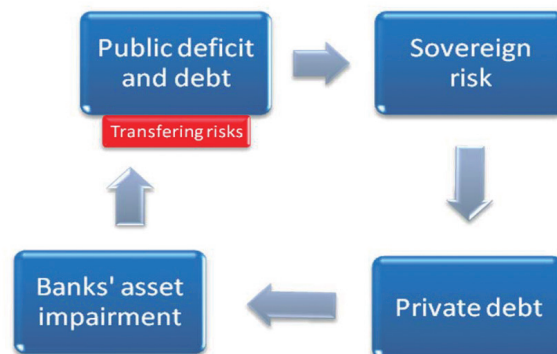 Public deficit
and debt
Transfering risks
Sovereign
risk
Banks' asset
impairment
Private debt